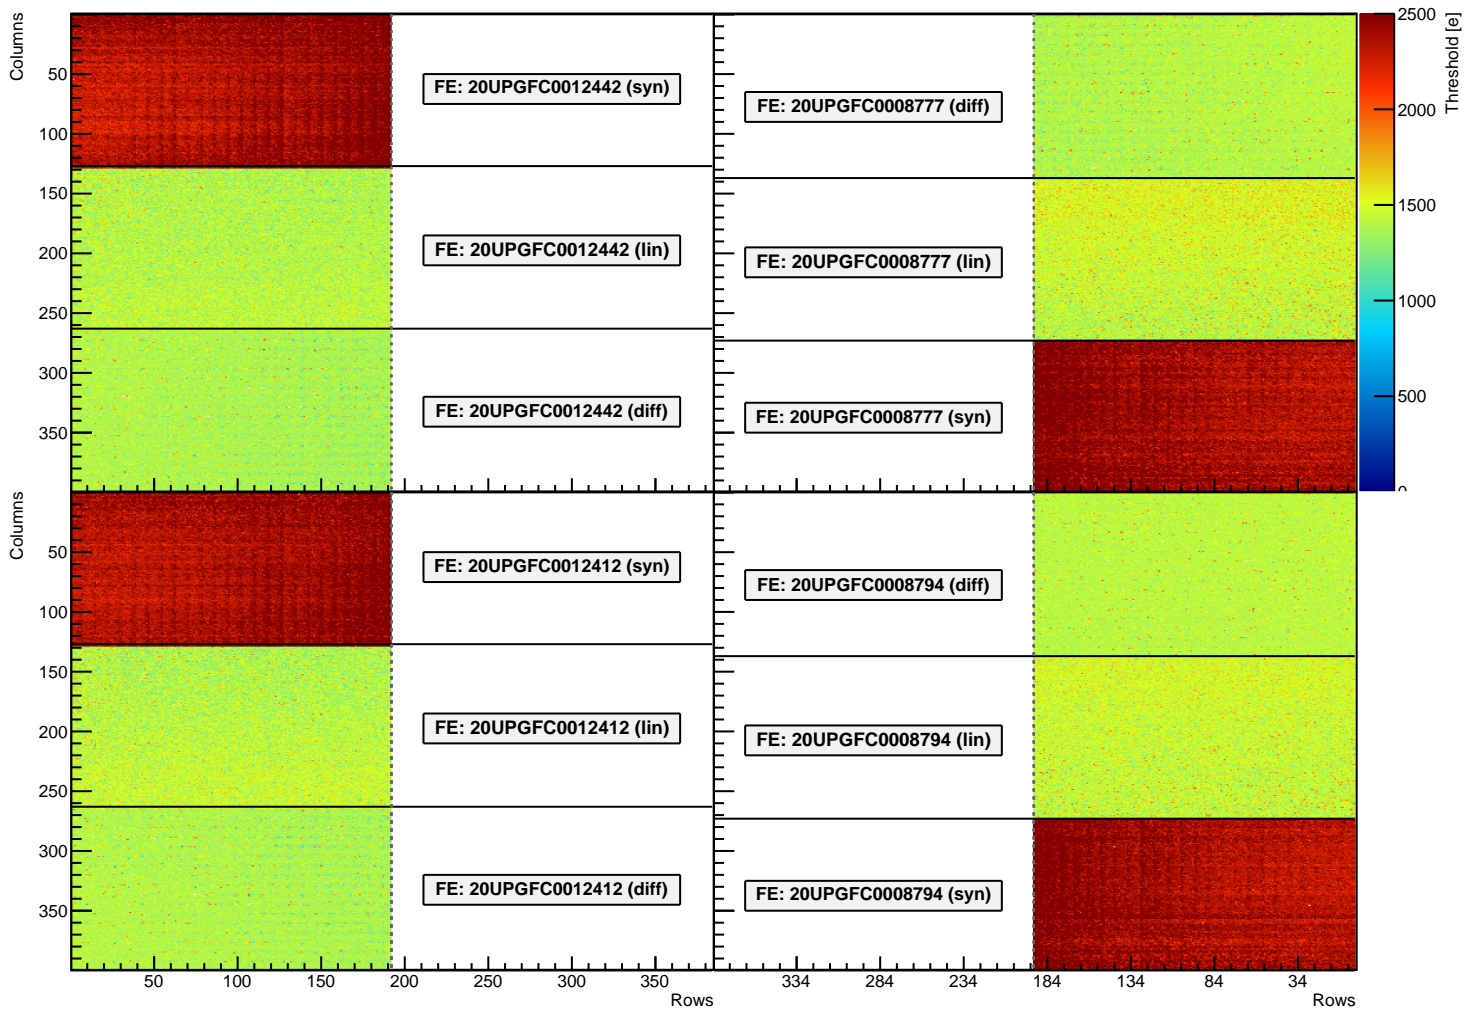 Columns
50
100
150
200
250
300
350
FE: 20UPGFC0012442 (syn)
FE: 20UPGFC0012442 (lin)
FE: 20UPGFC0012442 (diff)
FE: 20UPGFC0008777 (diff)
FE: 20UPGFC0008777 (lin)
FE: 20UPGFC0008777 (syn)
2500
2000
1500
1000
500
0
Threshold [e]
Columns
50
100
150
200
250
300
350
FE: 20UPGFC0012412 (syn)
FE: 20UPGFC0012412 (lin)
FE: 20UPGFC0012412 (diff)
FE: 20UPGFC0008794 (diff)
FE: 20UPGFC0008794 (lin)
FE: 20UPGFC0008794 (syn)
50 100 150 200 250 300 350
Rows
334 284 234 184 134 84 34
Rows